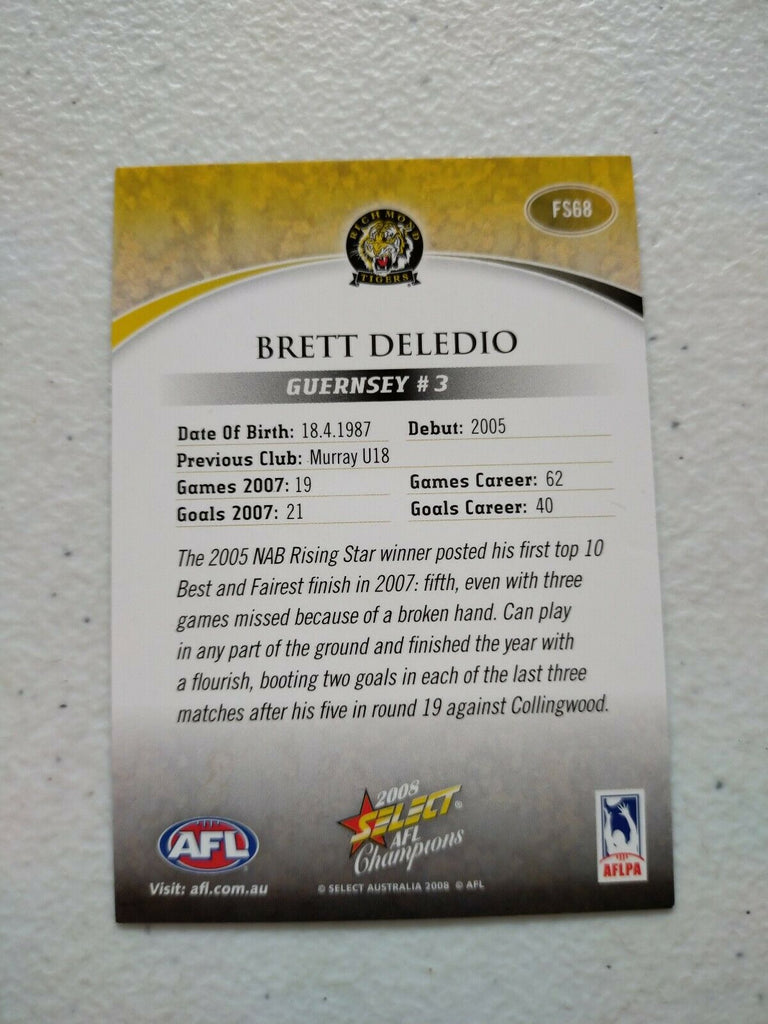 FS68
RICHMOND
TIGERS
BRETT DELEDIO
GUERNSEY # 3
Date Of Birth: 18.4.1987 Debut: 2005
Previous Club: Murray U18
Games 2007: 19 Games Career: 62
Goals 2007: 21 Goals Career: 40
The 2005 NAB Rising Star winner posted his first top 10
Best and Fairest finish in 2007: fifth, even with three
games missed because of a broken hand. Can play
in any part of the ground and finished the year with
a flourish, booting two goals in each of the last three
matches after his five in round 19 against Collingwood.
AFL
Visit: afl.com.au
2008
SELECT®
AFL
Champions
© SELECT AUSTRALIA 2008 © AFL
AFLPA